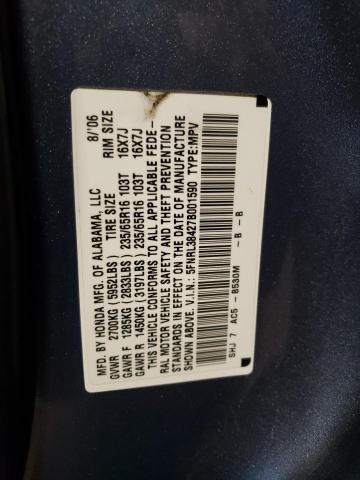 MFD. BY HONDA MFG. OF ALABAMA, LLC 8/'06
TIRE SIZE RIM SIZE
GVWR 2700KG (5952LBS)
GAWR F 1285KG (2833LBS) 235/65R16 103T 16X7J
GAWR R 1450KG (3197LBS) 235/65R16 103T 16X7J
THIS VEHICLE CONFORMS TO ALL APPLICABLE FEDE-
RAL MOTOR VEHICLE SAFETY AND THEFT PREVENTION
STANDARDS IN EFFECT ON THE DATE OF MANUFACTURE
SHOWN ABOVE. V.I.N.: 5FNRL38427B001590 TYPE:MPV
SHJ 7 AC5 - B530M - B - B